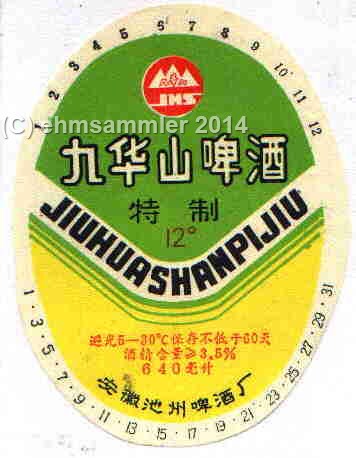 1 2 3 4 5 6 7 8 9 10 11 12
JHS
(C) ehmsammler 2014
九华山啤酒
特制
12°
JIUHUASHANPIJIU
避光5—30℃保存不低于60天
酒精含量≥3.5%
640毫升
安徽池州啤酒厂
1·3·5·7·9·11·13·15·17·19·21·23·25·27·29·31